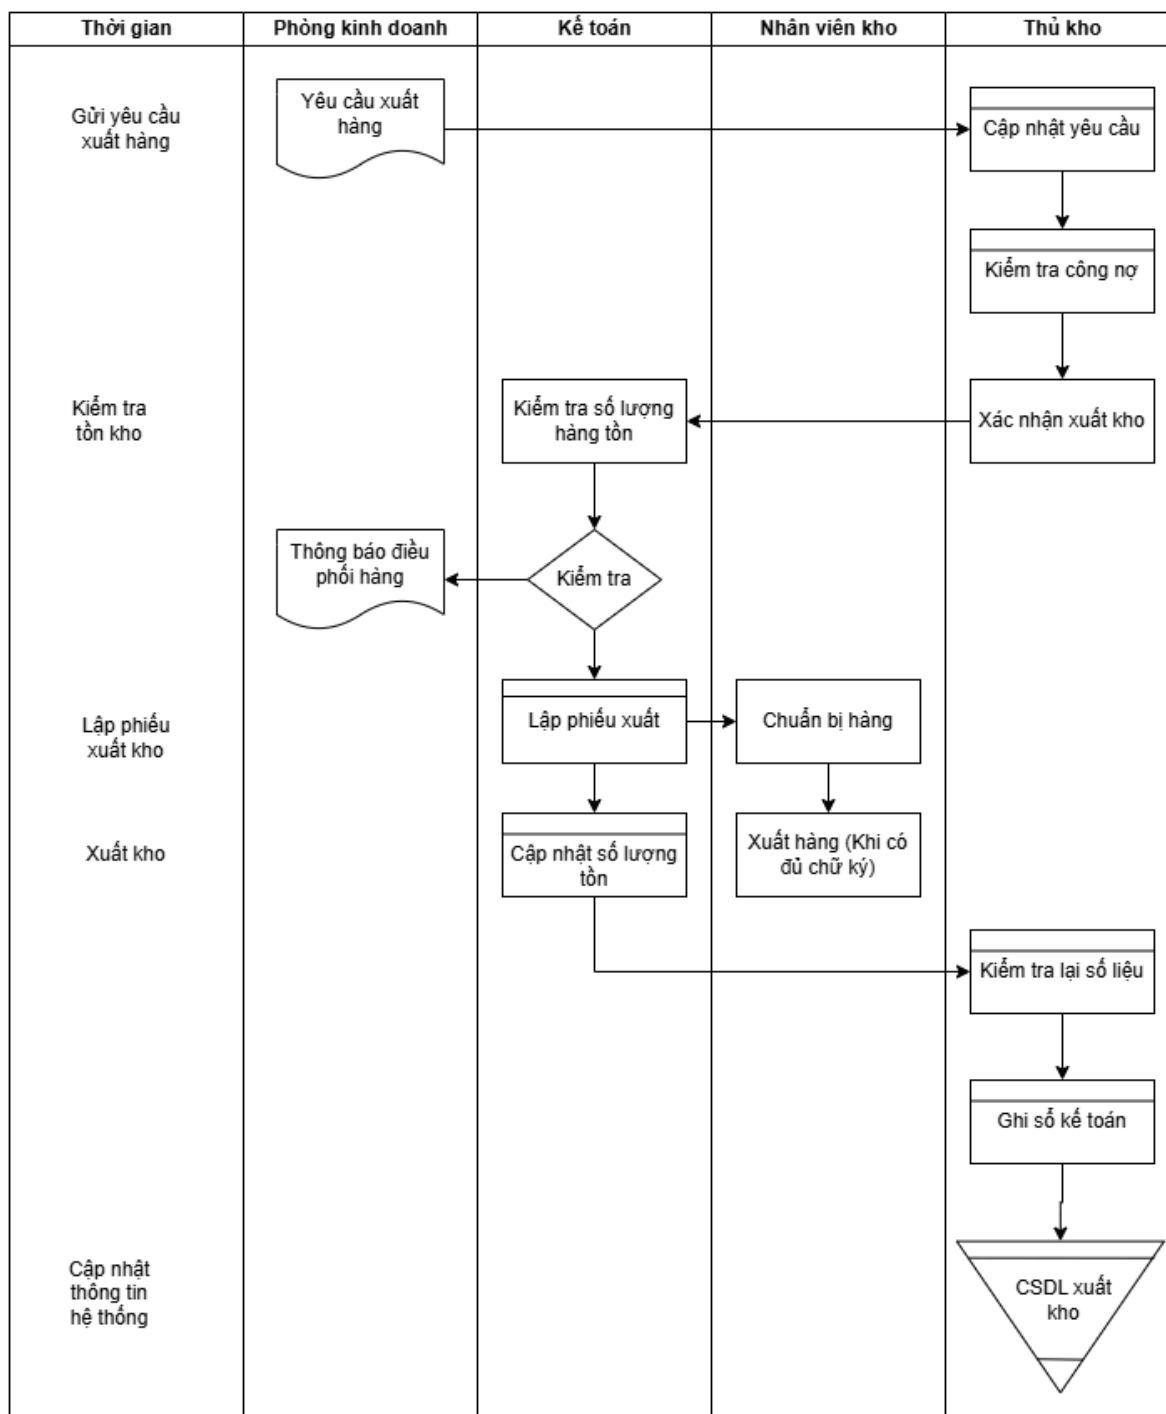 Thời gian
Phòng kinh doanh
Kế toán
Nhân viên kho
Thủ kho
Gửi yêu cầu
xuất hàng
Yêu cầu xuất
hàng
Cập nhật yêu cầu
Kiểm tra công nợ
Kiểm tra
tồn kho
Kiểm tra số lượng
hàng tồn
Xác nhận xuất kho
Thông báo điều
phối hàng
Kiểm tra
Lập phiếu
xuất kho
Lập phiếu xuất
Chuẩn bị hàng
Xuất kho
Cập nhật số lượng
tồn
Xuất hàng (Khi có
đủ chữ ký)
Kiểm tra lại số liệu
Ghi sổ kế toán
Cập nhật
thông tin
hệ thống
CSDL xuất
kho